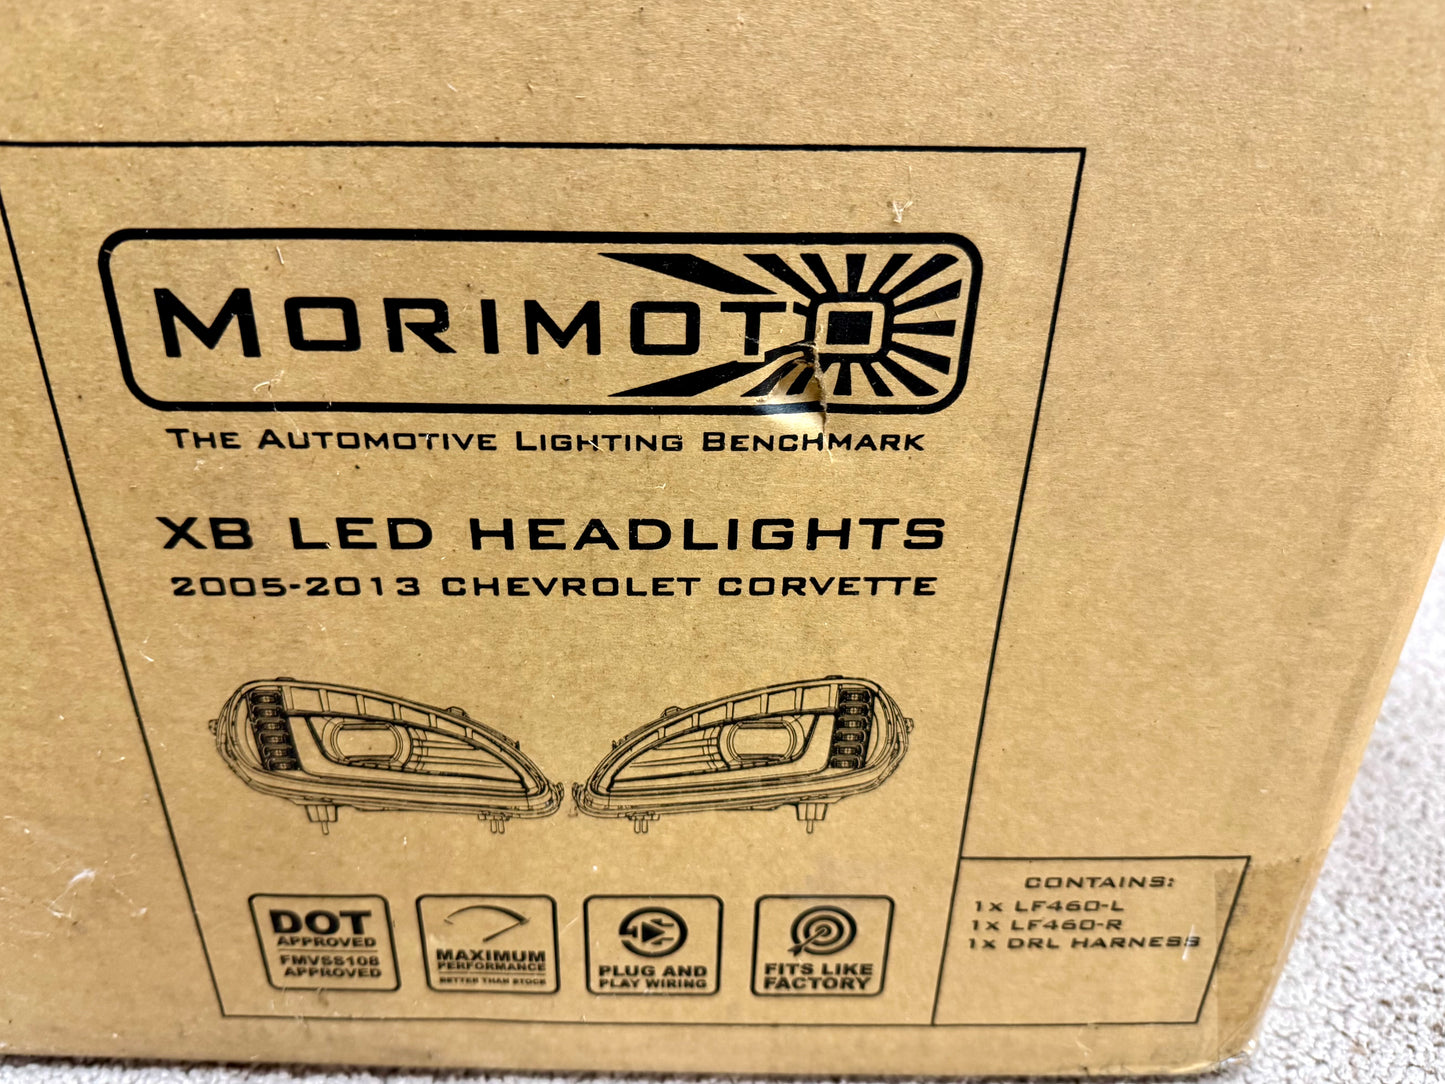 MORIMOTO
THE AUTOMOTIVE LIGHTING BENCHMARK
XB LED HEADLIGHTS
2005-2013 CHEVROLET CORVETTE
DOT
APPROVED
FMVSS108
APPROVED
MAXIMUM
PERFORMANCE
BETTER THAN STOCK
PLUG AND
PLAY WIRING
FITS LIKE
FACTORY
CONTAINS:
1X LF460-L
1X LF460-R
1X DRL HARNESS